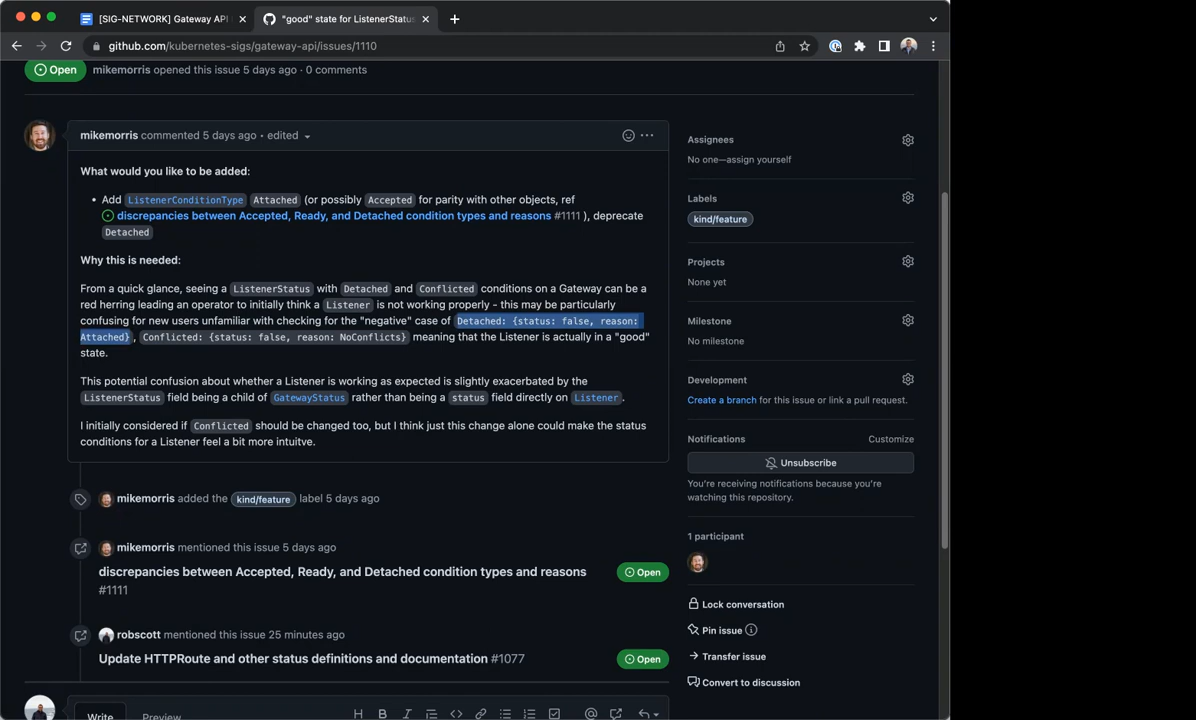 [SIG-NETWORK] Gateway API
"good" state for ListenerStatus
github.com/kubernetes-sigs/gateway-api/issues/1110
Open mikemorris opened this issue 5 days ago · 0 comments
mikemorris commented 5 days ago • edited
What would you like to be added:
• Add ListenerConditionType Attached (or possibly Accepted for parity with other objects, ref
discrepancies between Accepted, Ready, and Detached condition types and reasons #1111 ), deprecate
Detached
Why this is needed:
From a quick glance, seeing a ListenerStatus with Detached and Conflicted conditions on a Gateway can be a
red herring leading an operator to initially think a Listener is not working properly - this may be particularly
confusing for new users unfamiliar with checking for the "negative" case of Detached: {status: false, reason:
Attached} , Conflicted: {status: false, reason: NoConflicts} meaning that the Listener is actually in a "good"
state.
This potential confusion about whether a Listener is working as expected is slightly exacerbated by the
ListenerStatus field being a child of GatewayStatus rather than being a status field directly on Listener .
I initially considered if Conflicted should be changed too, but I think just this change alone could make the status
conditions for a Listener feel a bit more intuitve.
mikemorris added the kind/feature label 5 days ago
mikemorris mentioned this issue 5 days ago
discrepancies between Accepted, Ready, and Detached condition types and reasons
#1111
Open
robscott mentioned this issue 25 minutes ago
Update HTTPRoute and other status definitions and documentation #1077
Open
Write Preview
Assignees
No one—assign yourself
Labels
kind/feature
Projects
None yet
Milestone
No milestone
Development
Create a branch for this issue or link a pull request.
Notifications Customize
Unsubscribe
You're receiving notifications because you're
watching this repository.
1 participant
Lock conversation
Pin issue
Transfer issue
Convert to discussion